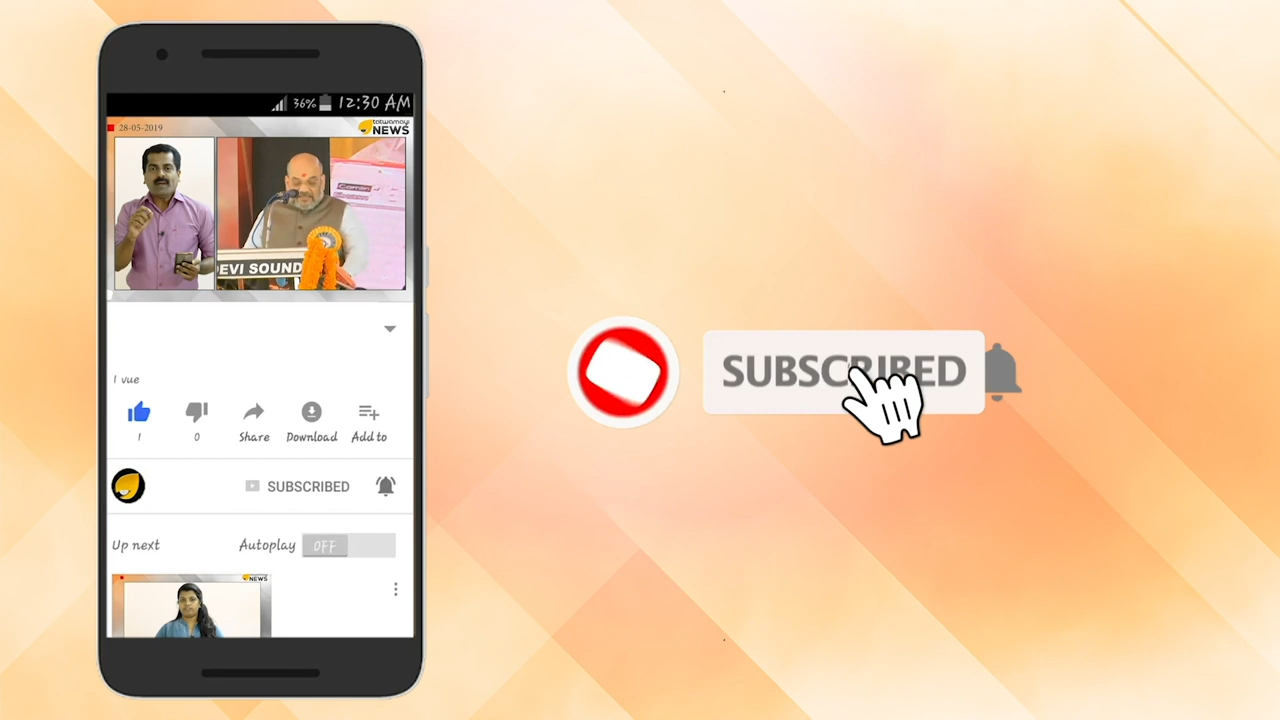 36% 12:30 AM
28-05-2019
tatwamayi
NEWS
DEVI SOUND
1 vue
1
0
Share
Download
Add to
SUBSCRIBED
Up next
Autoplay
OFF
NEWS
SUBSCRIBED